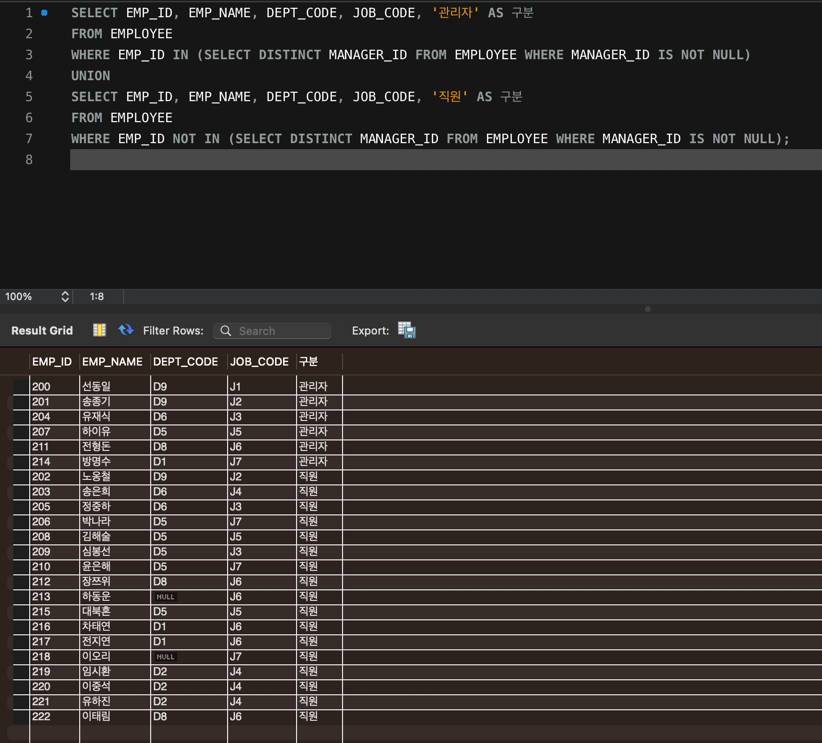 1 SELECT EMP_ID, EMP_NAME, DEPT_CODE, JOB_CODE, '관리자' AS 구분
2 FROM EMPLOYEE
3 WHERE EMP_ID IN (SELECT DISTINCT MANAGER_ID FROM EMPLOYEE WHERE MANAGER_ID IS NOT NULL)
4 UNION
5 SELECT EMP_ID, EMP_NAME, DEPT_CODE, JOB_CODE, '직원' AS 구분
6 FROM EMPLOYEE
7 WHERE EMP_ID NOT IN (SELECT DISTINCT MANAGER_ID FROM EMPLOYEE WHERE MANAGER_ID IS NOT NULL);
8
100% 1:8
Result Grid Filter Rows: Search Export:
EMP_ID EMP_NAME DEPT_CODE JOB_CODE 구분
200 선동일 D9 J1 관리자
201 송종기 D9 J2 관리자
204 유재식 D6 J3 관리자
207 하이유 D5 J5 관리자
211 전형돈 D8 J6 관리자
214 방명수 D1 J7 관리자
202 노옹철 D9 J2 직원
203 송은희 D6 J4 직원
205 정중하 D6 J3 직원
206 박나라 D5 J7 직원
208 김해술 D5 J5 직원
209 심봉선 D5 J3 직원
210 윤은해 D5 J7 직원
212 장쯔위 D8 J6 직원
213 하동운 NULL J6 직원
215 대북혼 D5 J5 직원
216 차태연 D1 J6 직원
217 전지연 D1 J6 직원
218 이오리 NULL J7 직원
219 임시환 D2 J4 직원
220 이중석 D2 J4 직원
221 유하진 D2 J4 직원
222 이태림 D8 J6 직원